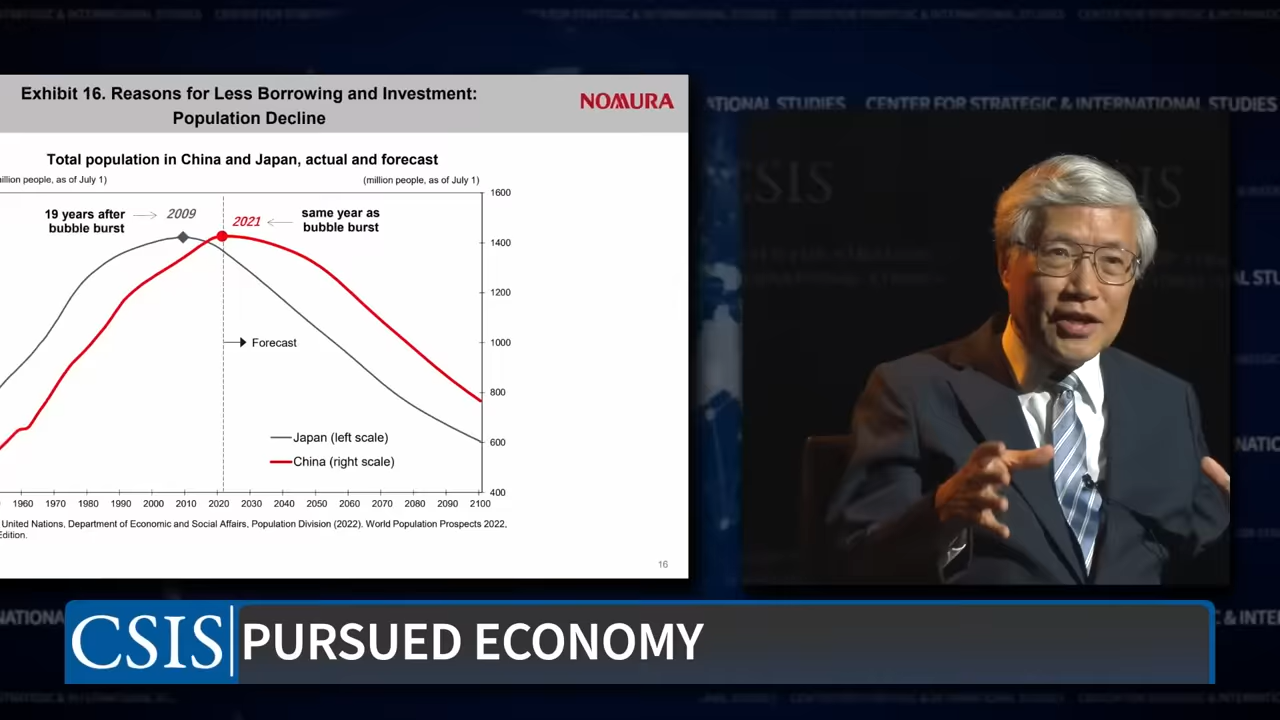 CENTER FOR STRATEGIC & INTERNATIONAL STUDIES
Exhibit 16. Reasons for Less Borrowing and Investment:
Population Decline
NOMURA
Total population in China and Japan, actual and forecast
people, as of July 1)
(million people, as of July 1)
19 years after
bubble burst
2009
2021
same year as
bubble burst
Forecast
Japan (left scale)
China (right scale)
1600
1400
1200
1000
800
600
400
1960 1970 1980 1990 2000 2010 2020 2030 2040 2050 2060 2070 2080 2090 2100
United Nations, Department of Economic and Social Affairs, Population Division (2022). World Population Prospects 2022,
16
CSIS
CSIS PURSUED ECONOMY